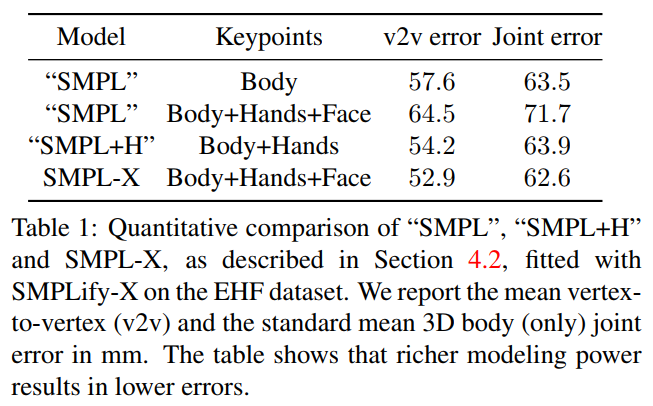 Model Keypoints v2v error Joint error
“SMPL” Body 57.6 63.5
“SMPL” Body+Hands+Face 64.5 71.7
“SMPL+H” Body+Hands 54.2 63.9
SMPL-X Body+Hands+Face 52.9 62.6
Table 1: Quantitative comparison of “SMPL”, “SMPL+H”
and SMPL-X, as described in Section 4.2, fitted with
SMPLify-X on the EHF dataset. We report the mean vertex-
to-vertex (v2v) and the standard mean 3D body (only) joint
error in mm. The table shows that richer modeling power
results in lower errors.